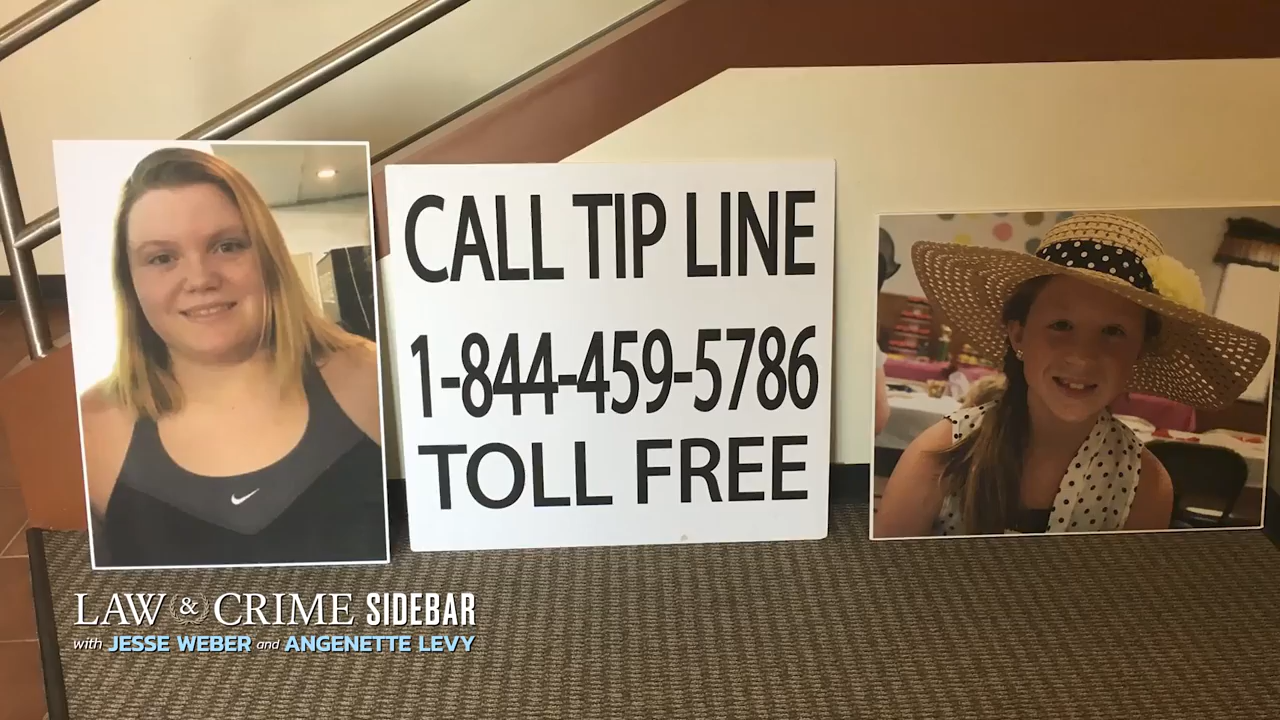 CALL TIP LINE
1-844-459-5786
TOLL FREE
LAW & CRIME SIDEBAR
with JESSE WEBER and ANGENETTE LEVY